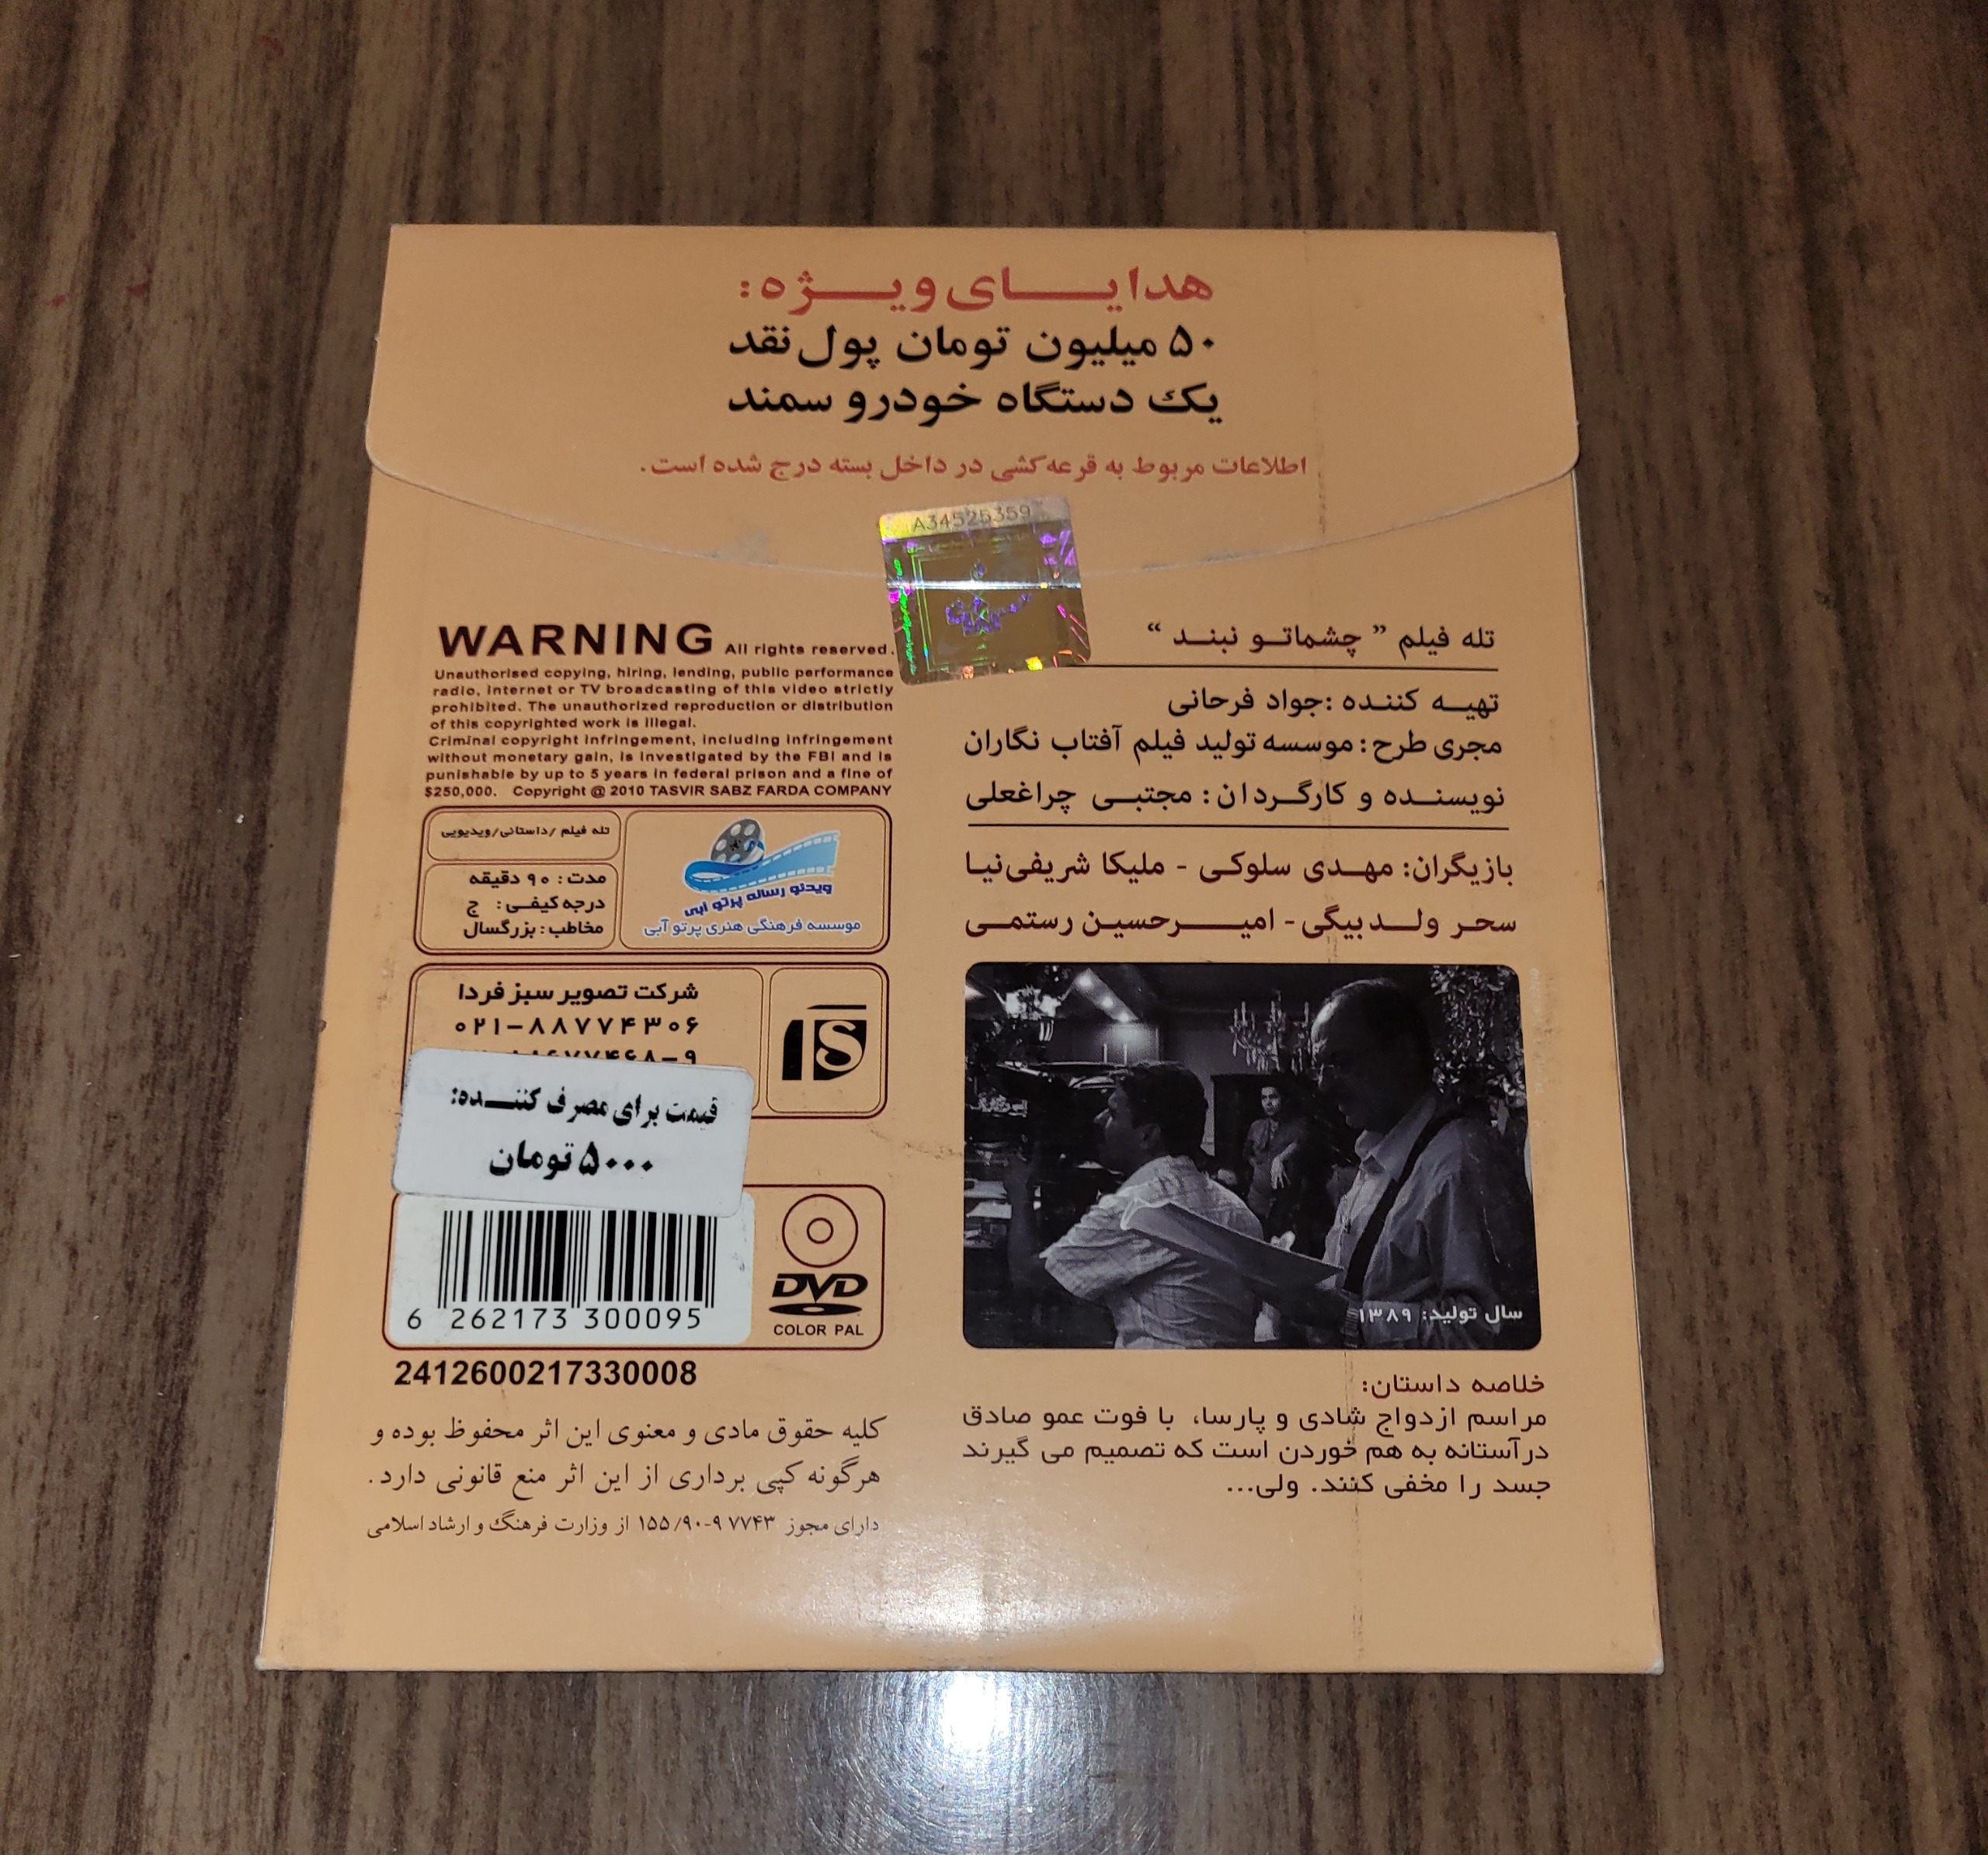 هدایای ویژه:
۵۰ میلیون تومان پول نقد
یک دستگاه خودرو سمند
اطلاعات مربوط به قرعه‌کشی در داخل بسته درج شده است.
A34525359
تله فیلم " چشماتو نبند "
تهیه کننده :جواد فرحانی
مجری طرح: موسسه تولید فیلم آفتاب نگاران
نویسنده و کارگردان: مجتبی چراغعلی
بازیگران: مهدی سلوکی - ملیکا شریفی‌نیا
سحر ولدبیگی - امیرحسین رستمی
سال تولید: ۱۳۸۹
خلاصه داستان:
مراسم ازدواج شادی و پارسا، با فوت عمو صادق
درآستانه به هم خوردن است که تصمیم می گیرند
جسد را مخفی کنند. ولی...
WARNING All rights reserved.
Unauthorised copying, hiring, lending, public performance
radio, internet or TV broadcasting of this video strictly
prohibited. The unauthorized reproduction or distribution
of this copyrighted work is illegal.
Criminal copyright infringement, including infringement
without monetary gain, is investigated by the FBI and is
punishable by up to 5 years in federal prison and a fine of
$250,000. Copyright @ 2010 TASVIR SABZ FARDA COMPANY
ویدئو رسانه پرتو آبی
موسسه فرهنگی هنری پرتو آبی
تله فیلم /داستانی/ویدیویی
مدت: ۹۰ دقیقه
درجه کیفی: ج
مخاطب: بزرگسال
شرکت تصویر سبز فردا
۰۲۱-۸۸۷۷۴۳۰۶
قیمت برای مصرف کننده:
۵۰۰۰ تومان
6 262173 300095
DVD
COLOR PAL
2412600217330008
کلیه حقوق مادی و معنوی این اثر محفوظ بوده و
هرگونه کپی برداری از این اثر منع قانونی دارد.
دارای مجوز ۷۷۴۳ ۹-۱۵۵/۹۰ از وزارت فرهنگ و ارشاد اسلامی